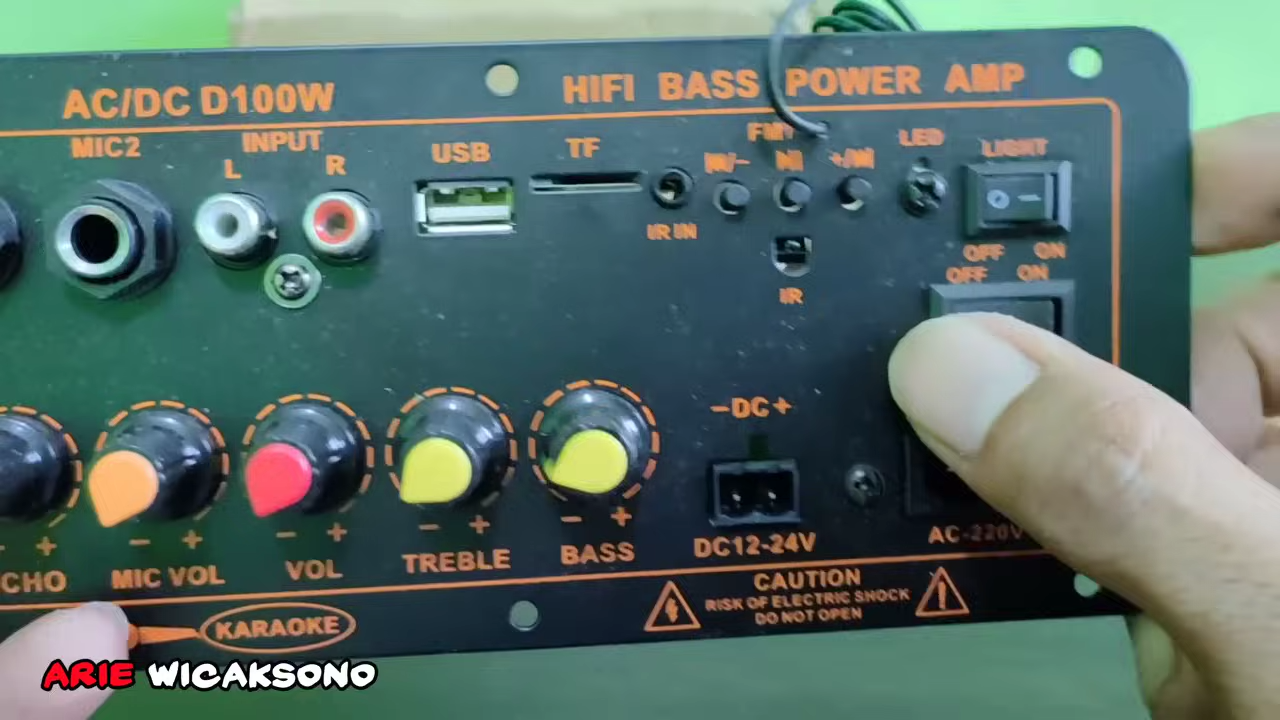 AC/DC D100W
HIFI BASS POWER AMP
MIC2
INPUT
L
R
USB
TF
LED
LIGHT
IR IN
IR
OFF ON
OFF ON
-DC+
- +
- +
- +
- +
MIC VOL
VOL
TREBLE
BASS
DC12-24V
AC-220V
CAUTION
RISK OF ELECTRIC SHOCK
DO NOT OPEN
KARAOKE
ARIE WICAKSONO